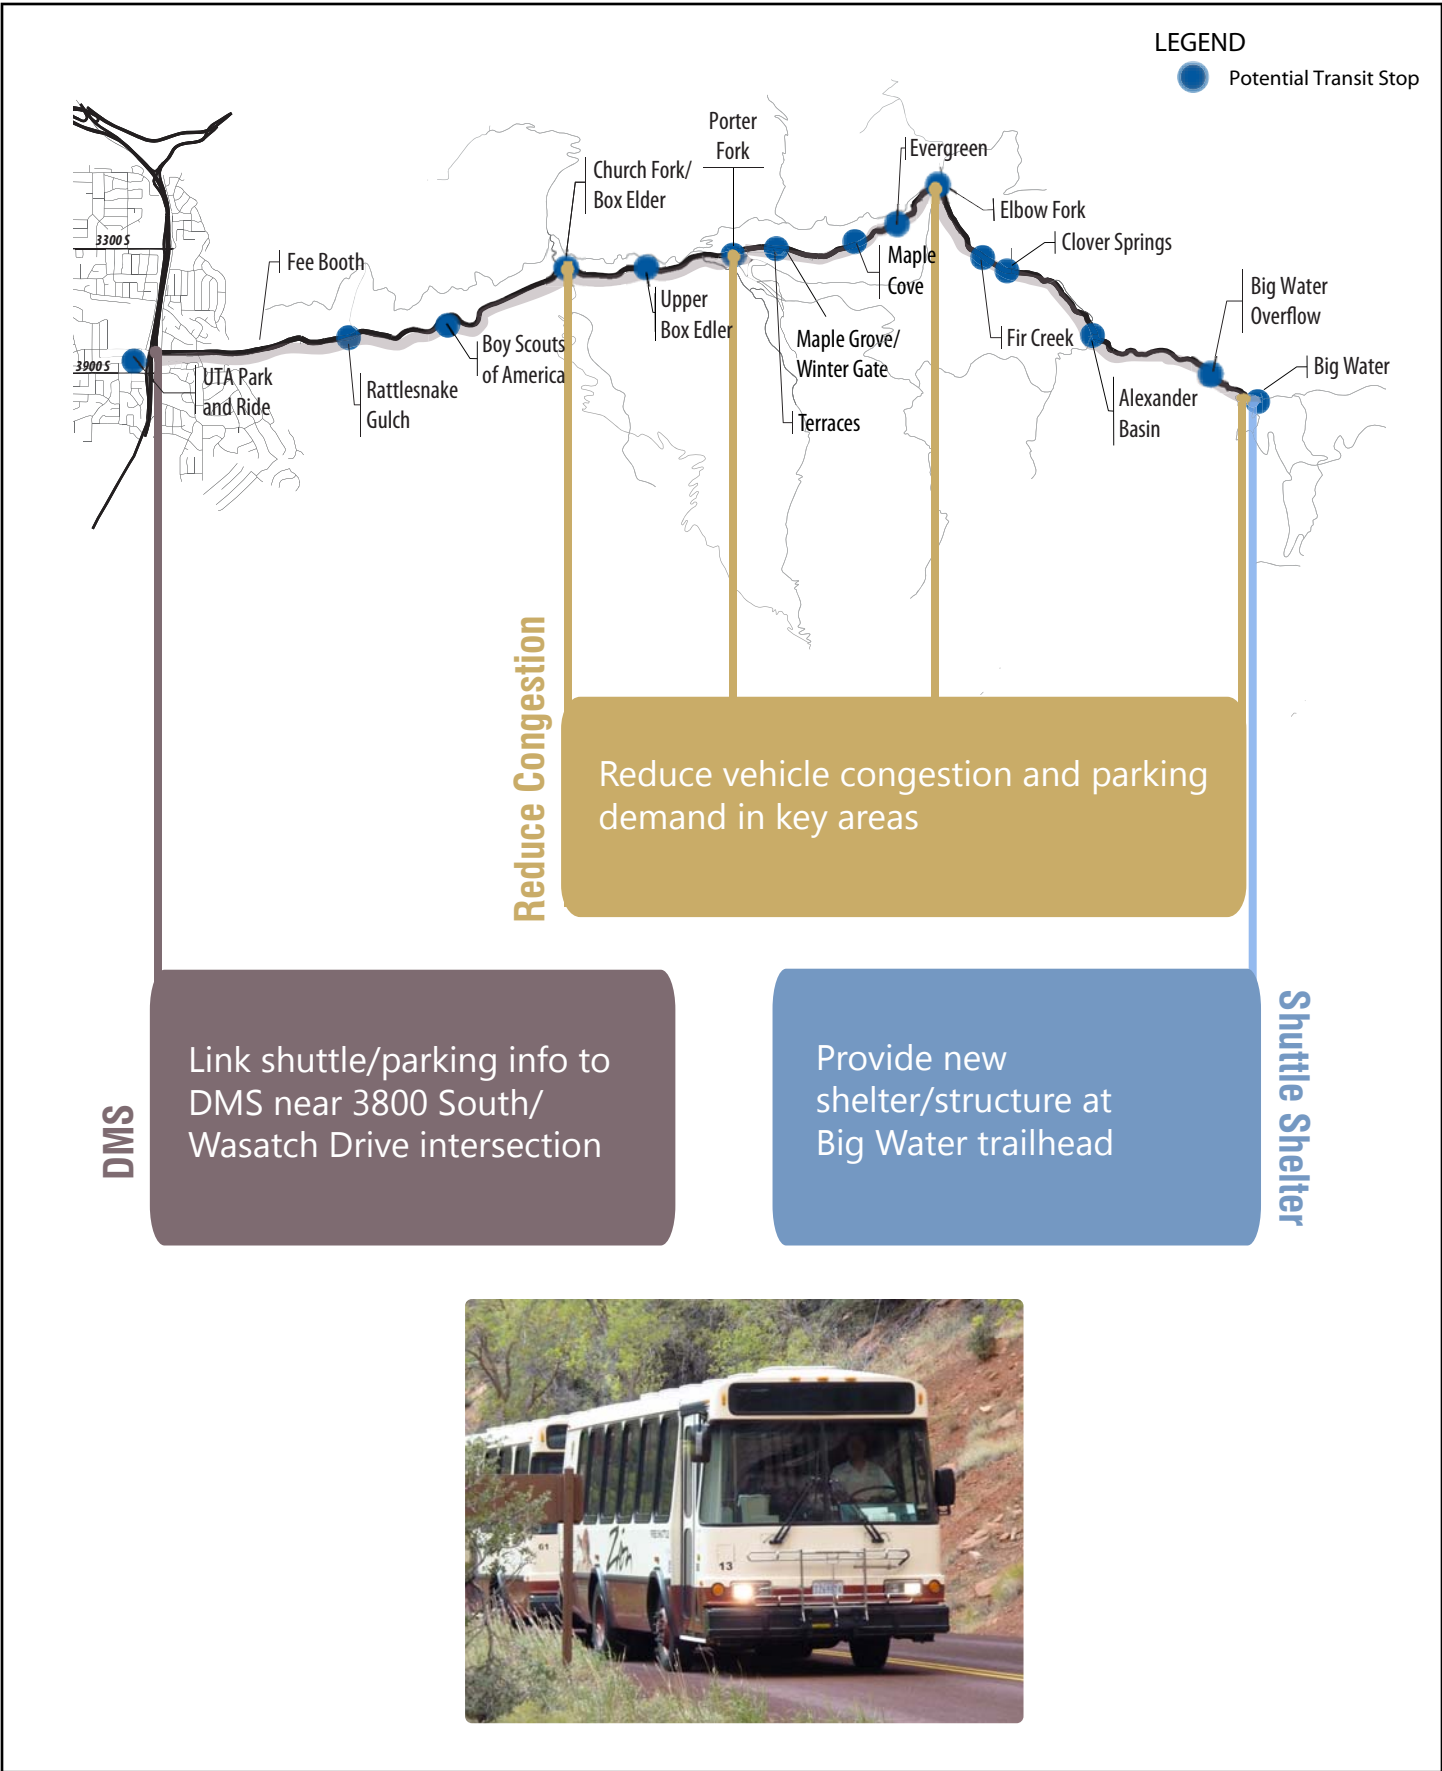 LEGEND
Potential Transit Stop
Porter
Fork
Evergreen
Church Fork/
Box Elder
Elbow Fork
3300 S
Clover Springs
Fee Booth
Maple
Cove
Big Water
Overflow
Upper
Box Edler
Maple Grove/
Winter Gate
Fir Creek
Boy Scouts
of America
3900 S
UTA Park
and Ride
Rattlesnake
Gulch
Big Water
Alexander
Basin
Terraces
Reduce Congestion
Reduce vehicle congestion and parking
demand in key areas
DMS
Link shuttle/parking info to
DMS near 3800 South/
Wasatch Drive intersection
Provide new
shelter/structure at
Big Water trailhead
Shuttle Shelter
61
Zion
13